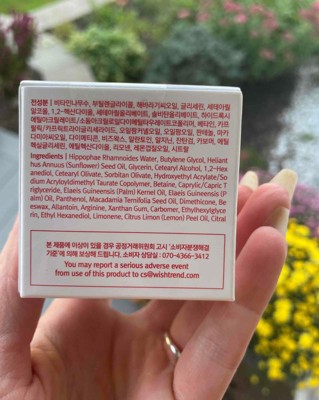 전성분 | 비타민나무수, 부틸렌글라이콜, 해바라기씨오일, 글리세린, 세테아릴
알코올, 1,2-헥산다이올, 세테아릴올리베이트, 솔비탄올리베이트, 하이드록시
에틸아크릴레이트/소듐아크릴로일다이메틸타우레이트코폴리머, 베타인, 카프
릴릭/카프릭트라이글리세라이드, 오일팜커넬오일, 오일팜오일, 판테놀, 마카
다미아씨오일, 다이메티콘, 비즈왁스, 알란토인, 알지닌, 잔탄검, 카보머, 에틸
헥실글리세린, 에틸헥산다이올, 리모넨, 레몬껍질오일, 시트랄
Ingredients | Hippophae Rhamnoides Water, Butylene Glycol, Heliant
hus Annuus (Sunflower) Seed Oil, Glycerin, Cetearyl Alcohol, 1,2-Hex
anediol, Cetearyl Olivate, Sorbitan Olivate, Hydroxyethyl Acrylate/So
dium Acryloyldimethyl Taurate Copolymer, Betaine, Caprylic/Capric T
riglyceride, Elaeis Guineensis (Palm) Kernel Oil, Elaeis Guineensis (P
alm) Oil, Panthenol, Macadamia Ternifolia Seed Oil, Dimethicone, Be
eswax, Allantoin, Arginine, Xanthan Gum, Carbomer, Ethylhexylglyce
rin, Ethyl Hexanediol, Limonene, Citrus Limon (Lemon) Peel Oil, Citral
본 제품에 이상이 있을 경우 공정거래위원회 고시 '소비자분쟁해결
기준'에 의해 보상해 드립니다. 소비자 상담실 : 070-4366-3412
You may report a serious adverse event
from use of this product to cs@wishtrend.com